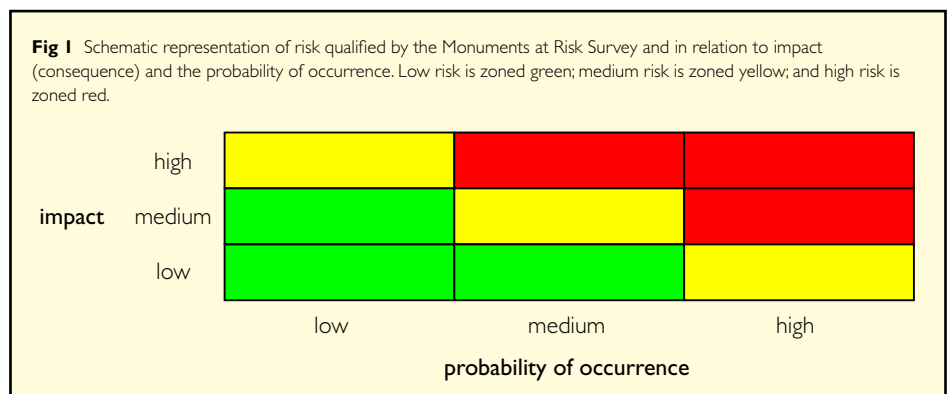 Fig 1 Schematic representation of risk qualified by the Monuments at Risk Survey and in relation to impact
(consequence) and the probability of occurrence. Low risk is zoned green; medium risk is zoned yellow; and high risk is
zoned red.
high
impact medium
low
low medium high
probability of occurrence